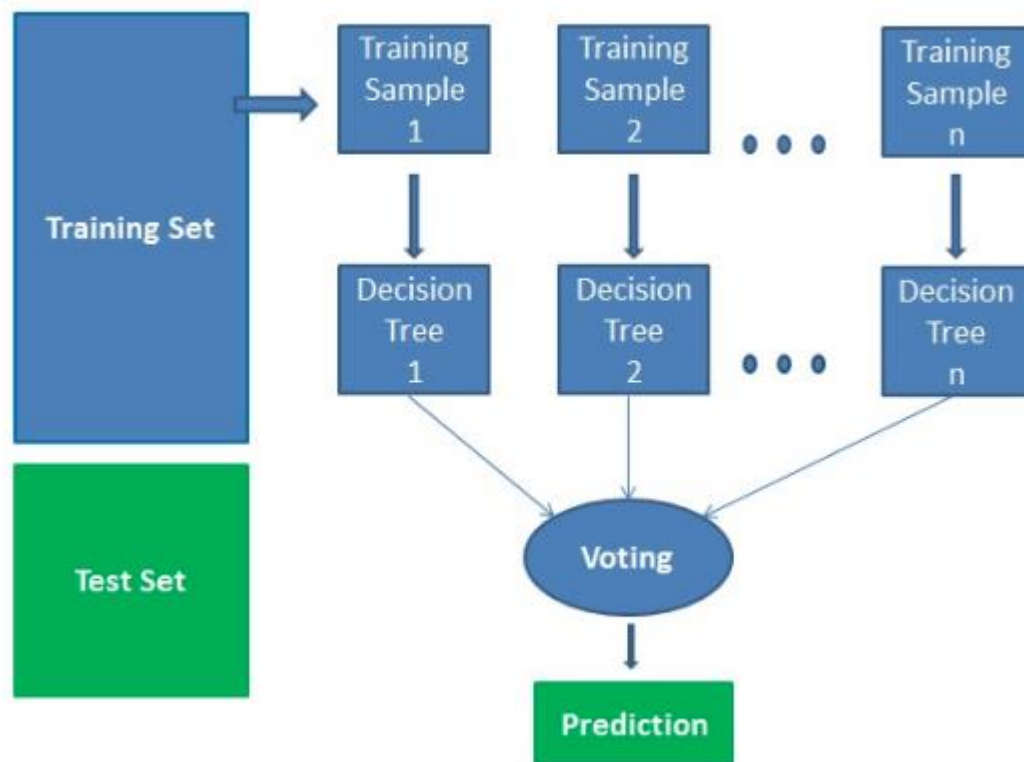 Training
Sample
1
Training
Sample
2
Training
Sample
n
Training Set
Decision
Tree
1
Decision
Tree
2
Decision
Tree
n
Voting
Test Set
Prediction